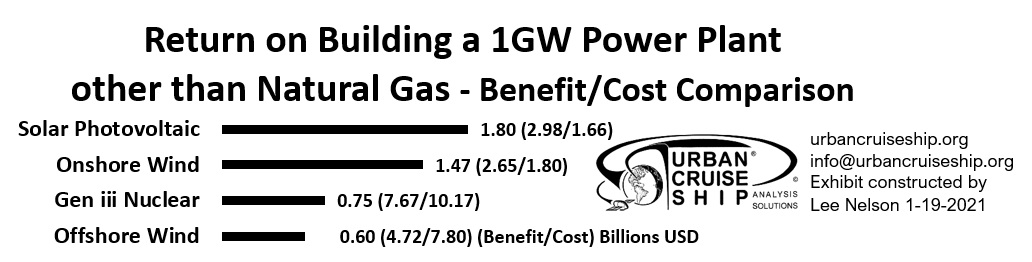 Return on Building a 1GW Power Plant
other than Natural Gas - Benefit/Cost Comparison
Solar Photovoltaic 1.80 (2.98/1.66)
Onshore Wind 1.47 (2.65/1.80)
Gen iii Nuclear 0.75 (7.67/10.17)
Offshore Wind 0.60 (4.72/7.80) (Benefit/Cost) Billions USD
URBAN®
CRUISE
SHIP ANALYSIS
SOLUTIONS
©
urbancruiseship.org
info@urbancruiseship.org
Exhibit constructed by
Lee Nelson 1-19-2021